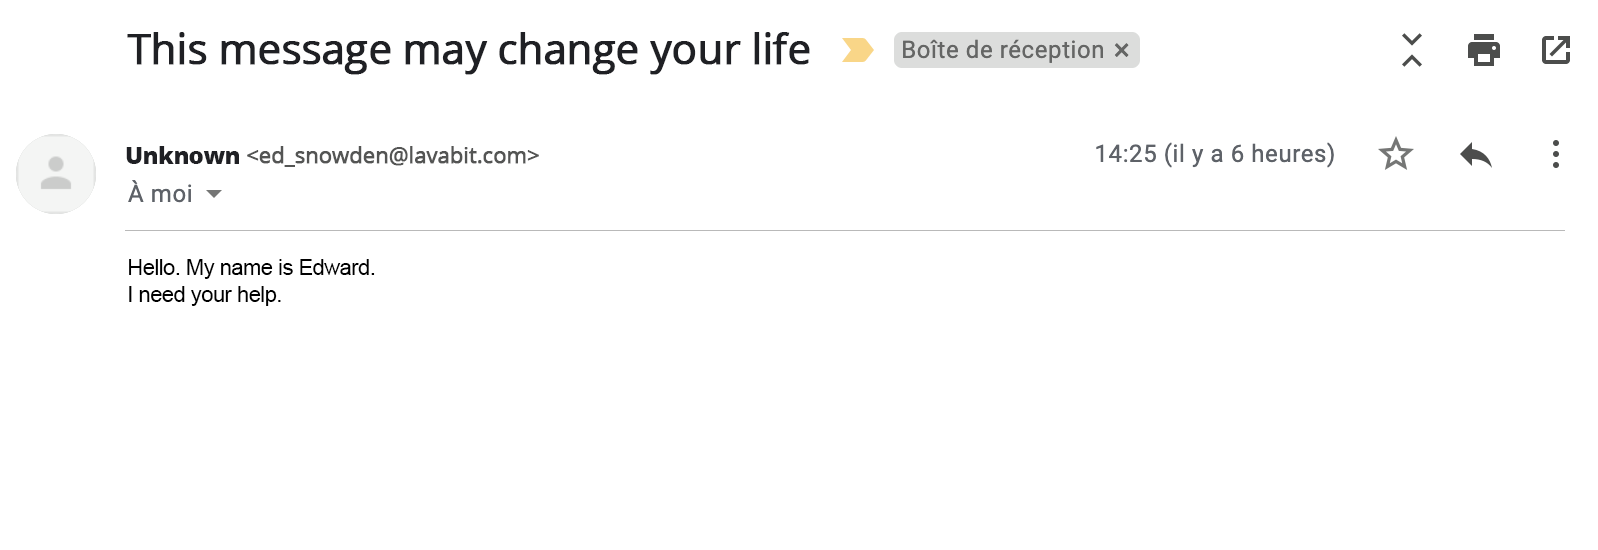 This message may change your life Boîte de réception ×
Unknown <ed_snowden@lavabit.com> 14:25 (il y a 6 heures)
À moi
Hello. My name is Edward.
I need your help.